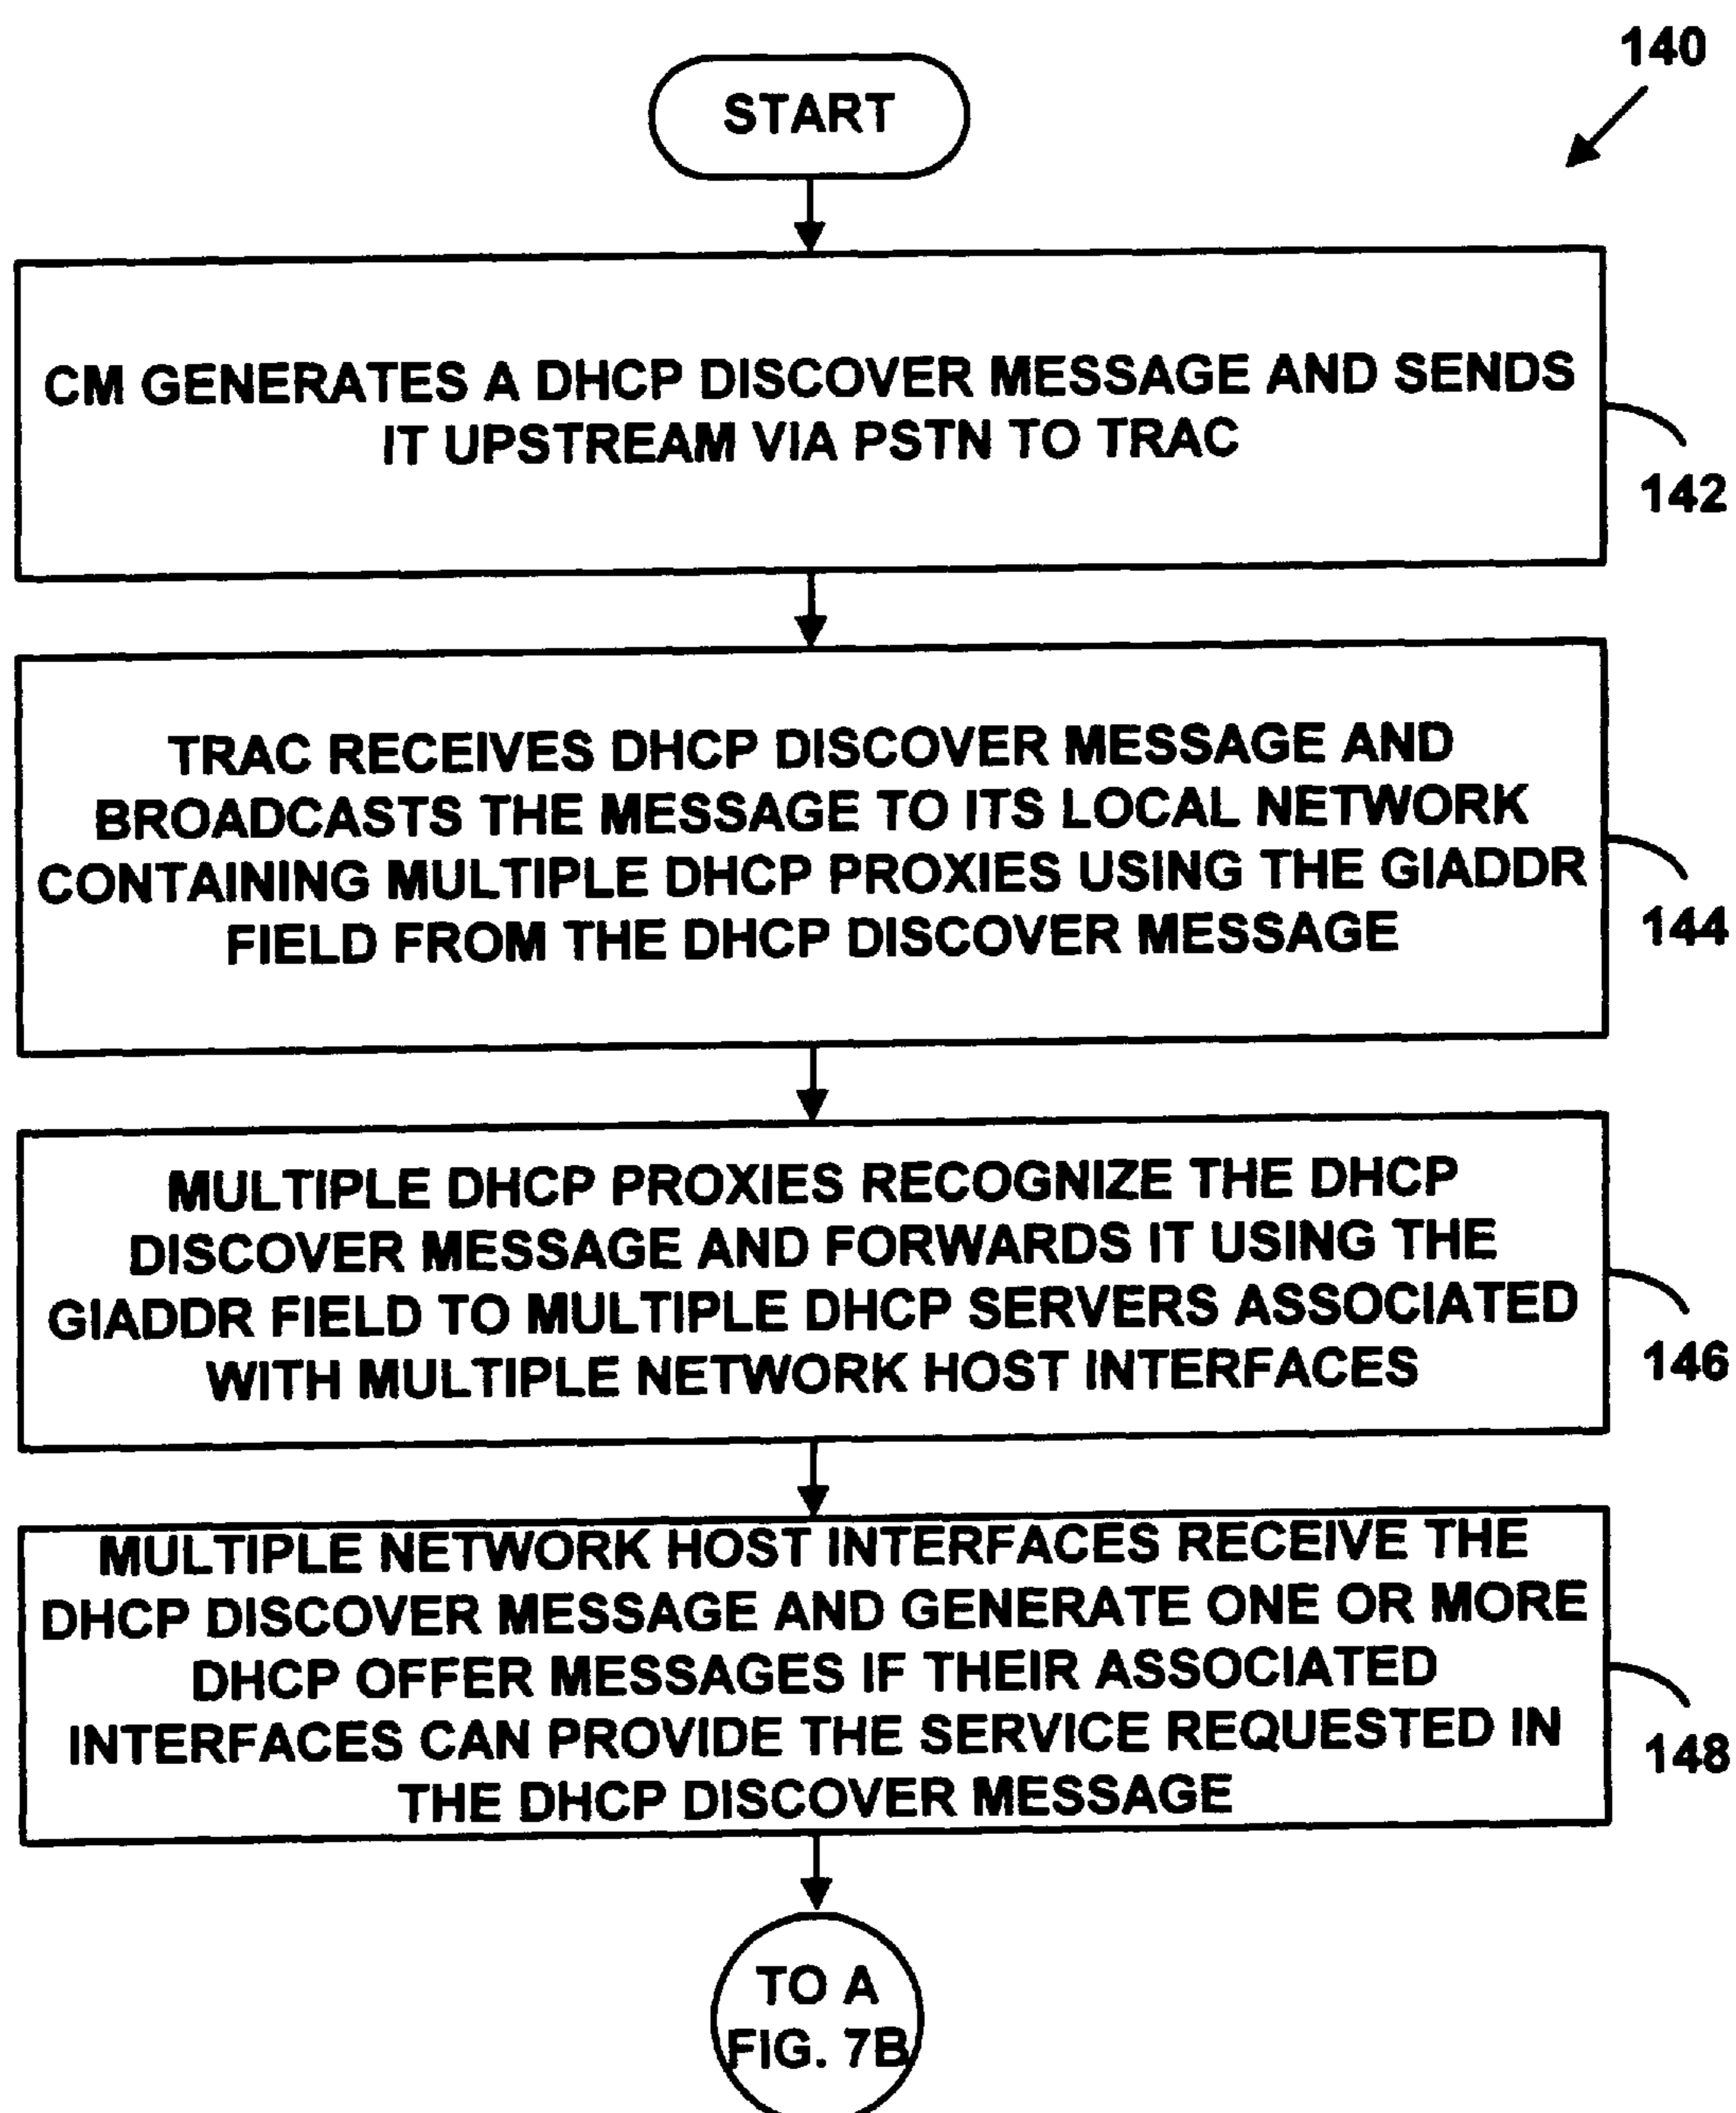 140
START
CM GENERATES A DHCP DISCOVER MESSAGE AND SENDS
IT UPSTREAM VIA PSTN TO TRAC
142
TRAC RECEIVES DHCP DISCOVER MESSAGE AND
BROADCASTS THE MESSAGE TO ITS LOCAL NETWORK
CONTAINING MULTIPLE DHCP PROXIES USING THE GIADDR
FIELD FROM THE DHCP DISCOVER MESSAGE
144
MULTIPLE DHCP PROXIES RECOGNIZE THE DHCP
DISCOVER MESSAGE AND FORWARDS IT USING THE
GIADDR FIELD TO MULTIPLE DHCP SERVERS ASSOCIATED
WITH MULTIPLE NETWORK HOST INTERFACES
146
MULTIPLE NETWORK HOST INTERFACES RECEIVE THE
DHCP DISCOVER MESSAGE AND GENERATE ONE OR MORE
DHCP OFFER MESSAGES IF THEIR ASSOCIATED
INTERFACES CAN PROVIDE THE SERVICE REQUESTED IN
THE DHCP DISCOVER MESSAGE
148
TO A
FIG. 7B